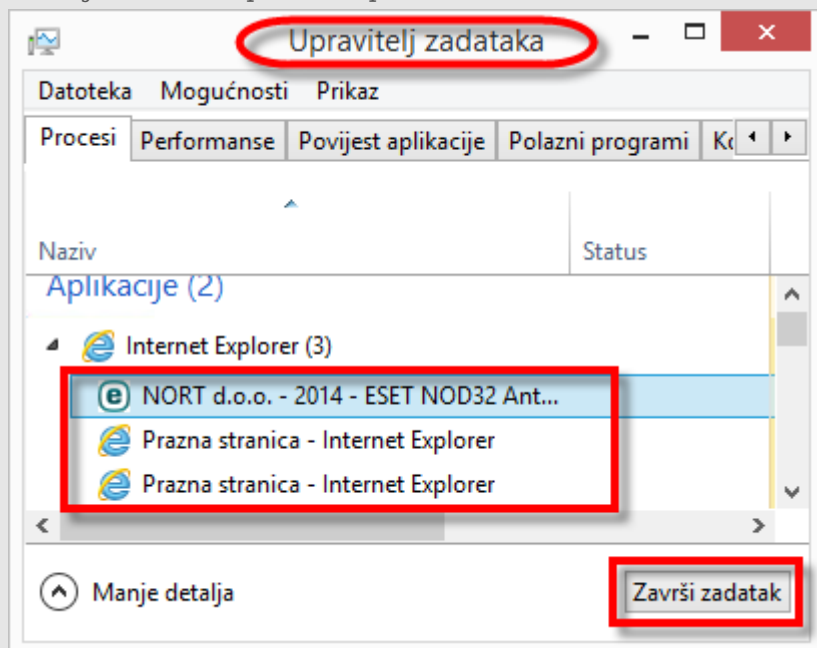 Upravitelj zadataka
Datoteka Mogućnosti Prikaz
Procesi Performanse Povijest aplikacije Polazni programi
Naziv Status
Aplikacije (2)
Internet Explorer (3)
NORT d.o.o. - 2014 - ESET NOD32 Ant...
Prazna stranica - Internet Explorer
Prazna stranica - Internet Explorer
Manje detalja Završi zadatak